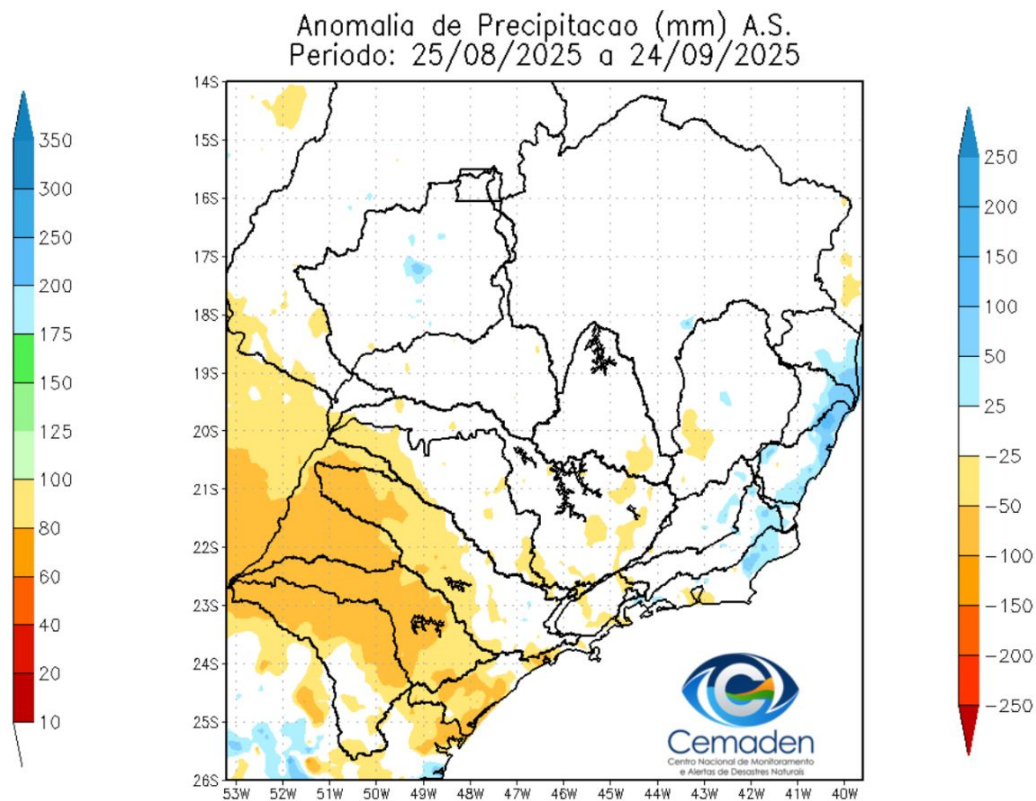 Anomalia de Precipitacao (mm) A.S.
Periodo: 25/08/2025 a 24/09/2025
350
300
250
200
175
150
125
100
80
60
40
20
10
14S
15S
16S
17S
18S
19S
20S
21S
22S
23S
24S
25S
26S
53W 52W 51W 50W 49W 48W 47W 46W 45W 44W 43W 42W 41W 40W
Cemaden
Centro Nacional de Monitoramento
e Alertas de Desastres Naturais
250
200
100
50
25
-25
-50
-100
-150
-200
-250